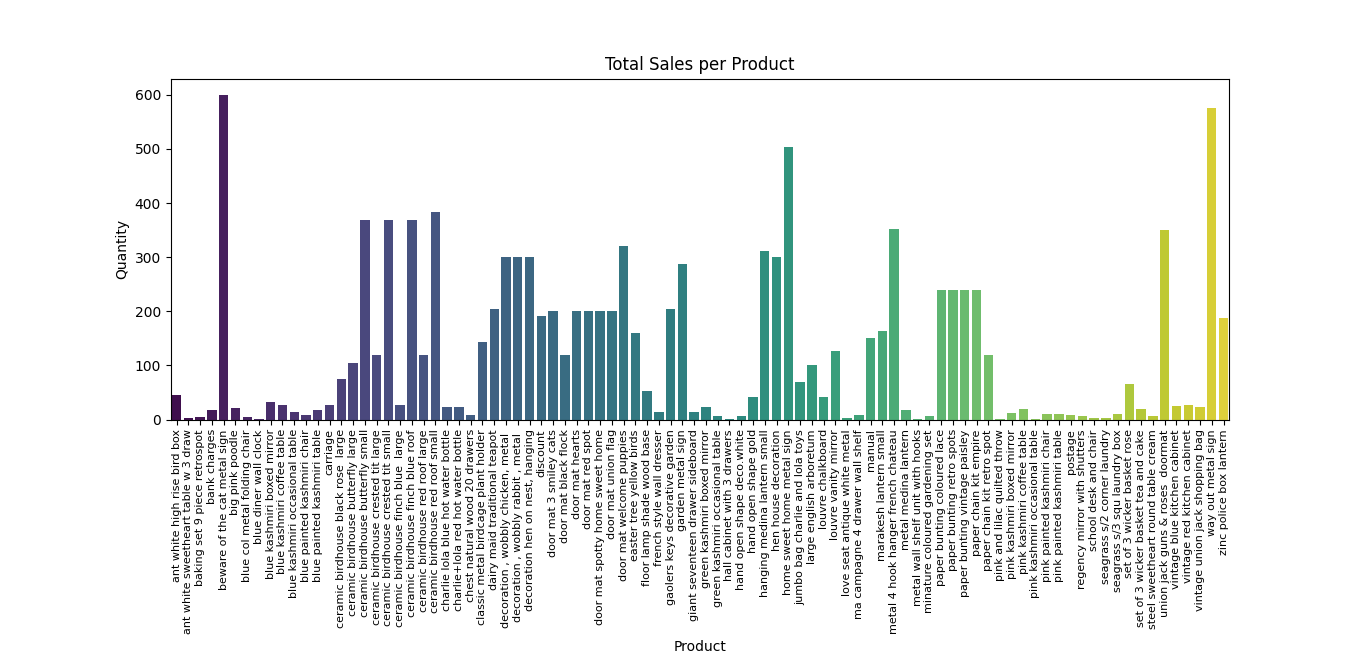 Total Sales per Product
Quantity
600
500
400
300
200
100
0
ant white high rise bird box
ant white sweetheart table w 3 draw
baking set 9 piece retrospot
bank charges
beware of the cat metal sign
big pink poodle
blue col metal folding chair
blue diner wall clock
blue kashmiri boxed mirror
blue kashmiri coffee table
blue kashmiri occasional table
blue painted kashmiri chair
blue painted kashmiri table
carriage
ceramic birdhouse black rose  large
ceramic birdhouse butterfly large
ceramic birdhouse butterfly small
ceramic birdhouse crested tit large
ceramic birdhouse crested tit small
ceramic birdhouse finch blue  large
ceramic birdhouse finch blue roof
ceramic birdhouse red roof large
ceramic birdhouse red roof small
charlie lola blue hot water bottle
charlie+lola red hot water bottle
chest natural wood 20 drawers
classic metal birdcage plant holder
dairy maid traditional teapot
decoration , wobbly chicken, metal
decoration , wobbly rabbit , metal
decoration hen on nest, hanging
discount
door mat 3 smiley cats
door mat black flock
door mat hearts
door mat red spot
door mat spotty home sweet home
door mat union flag
door mat welcome puppies
easter tree yellow birds
floor lamp shade wood base
french style wall dresser
gaolers keys decorative garden
garden metal sign
giant seventeen drawer sideboard
green kashmiri boxed mirror
green kashmiri occasional table
hall cabinet with 3 drawers
hand open shape deco.white
hand open shape gold
hanging medina lantern small
hen house decoration
home sweet home metal sign
jumbo bag charlie and lola toys
large english arboretum
louvre chalkboard
louvre vanity mirror
love seat antique white metal
ma campagne 4 drawer wall shelf
manual
marakesh lantern small
metal 4 hook hanger french chateau
metal medina lantern
metal wall shelf unit with hooks
minature coloured gardening set
paper bunting coloured lace
paper bunting retro spots
paper bunting vintage paisley
paper chain kit empire
paper chain kit retro spot
pink and lilac quilted throw
pink kashmiri boxed mirror
pink kashmiri coffee table
pink kashmiri occasional table
pink painted kashmiri chair
pink painted kashmiri table
postage
regency mirror with shutters
school desk and chair
seagrass s/2 corner laundry
seagrass s/3 squ laundry box
set of 3 wicker basket rose
set of 3 wicker basket tea and cake
steel sweetheart round table cream
union jack guns & roses  doormat
vintage blue kitchen cabinet
vintage red kitchen cabinet
vintage union jack shopping bag
way out metal sign
zinc police box lantern
Product